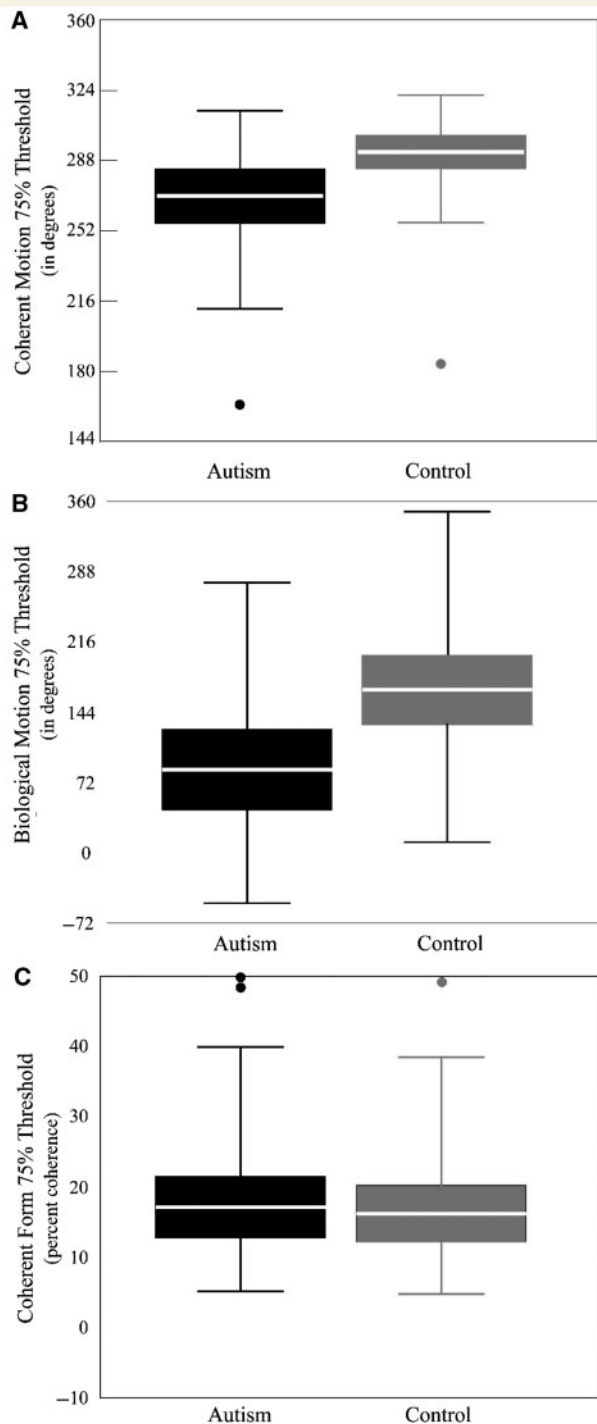 A
360
324
288
252
216
180
144
Coherent Motion 75% Threshold
(in degrees)
Autism Control
B
360
288
216
144
72
0
−72
Biological Motion 75% Threshold
(in degrees)
Autism Control
C
50
40
30
20
10
0
−10
Coherent Form 75% Threshold
(percent coherence)
Autism Control